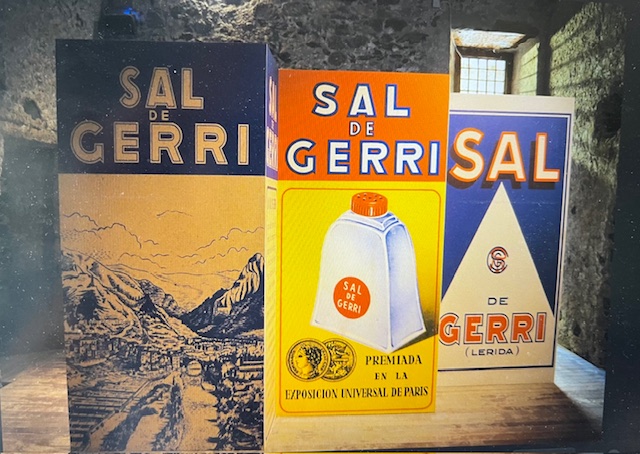 SAL
DE
GERRI
SAL
DE
GERRI
SAL
DE
GERRI
PREMIADA
EN LA
EXPOSICION UNIVERSAL DE PARIS
SAL
DE
GERRI
(LERIDA)